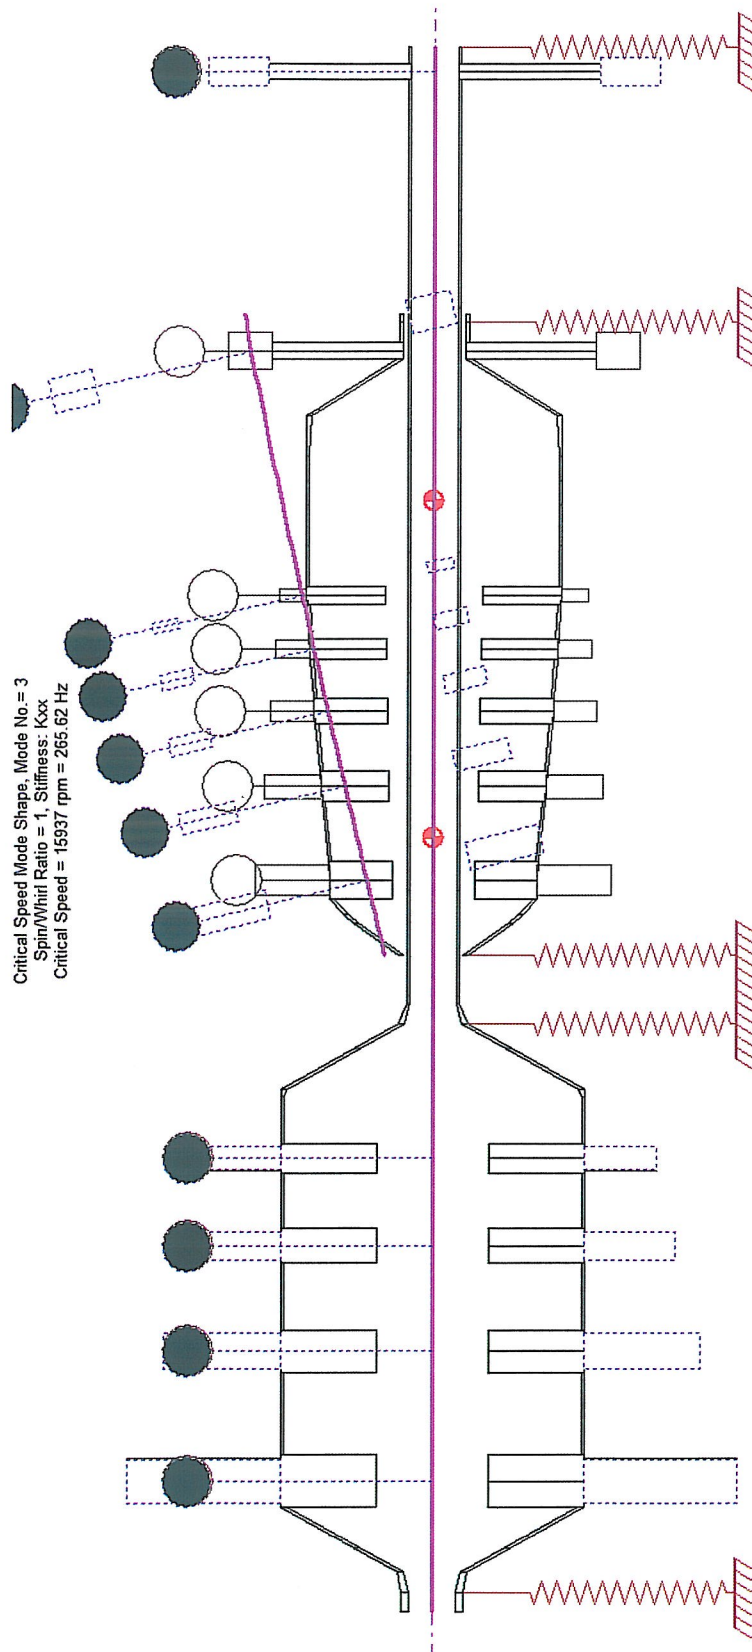 Critical Speed Mode Shape, Mode No.= 3
Spin/Whirl Ratio = 1, Stiffness: Kxx
Critical Speed = 15937 rpm = 265.62 Hz